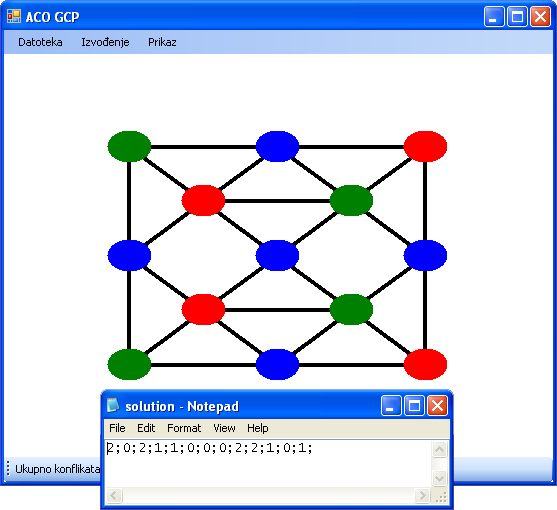 ACO GCP
Datoteka Izvođenje Prikaz
solution - Notepad
File Edit Format View Help
2;0;2;1;1;0;0;0;2;2;1;0;1;
Ukupno konflikata